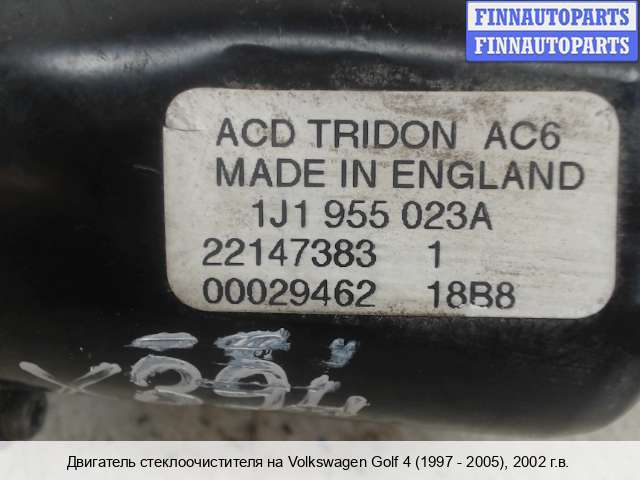 FINNAUTOPARTS
FINNAUTOPARTS
ACD TRIDON AC6
MADE IN ENGLAND
1J1 955 023A
22147383 1
00029462 18B8
Двигатель стеклоочистителя на Volkswagen Golf 4 (1997 - 2005), 2002 г.в.